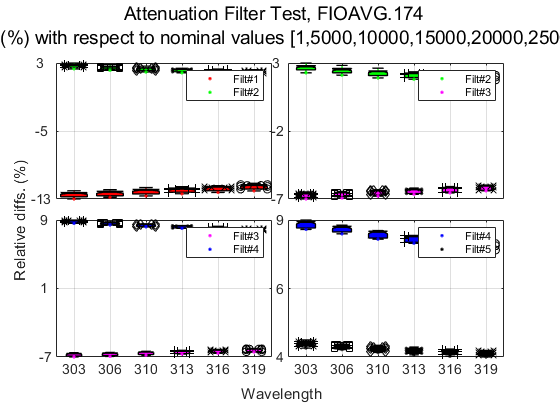 Attenuation Filter Test, FIOAVG.174
(%) with respect to nominal values [1,5000,10000,15000,20000,250
3
-5
-13
Filt#1
Filt#2
3
-2
-7
Filt#2
Filt#3
Relative diffs. (%)
9
1
-7
Filt#3
Filt#4
303 306 310 313 316 319
9
6
4
Filt#4
Filt#5
303 306 310 313 316 319
Wavelength